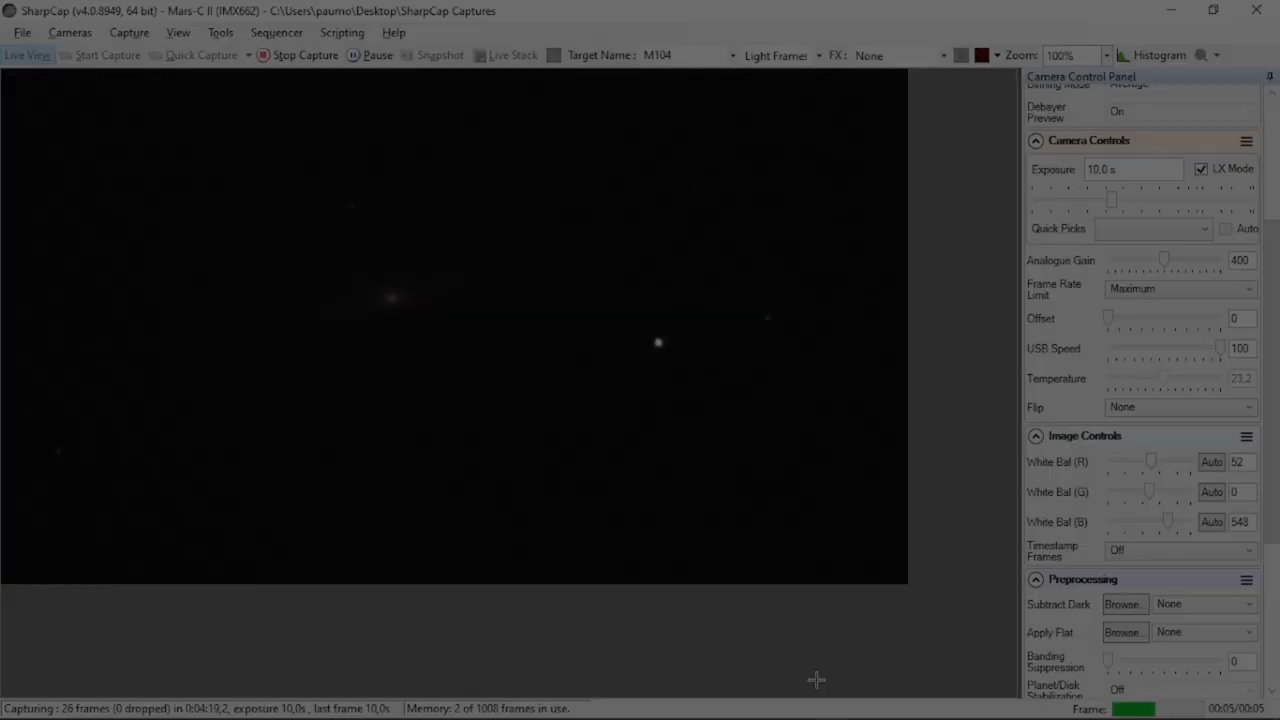 SharpCap (v4.0.8949, 64 bit) - Mars-C II (IMX662) - C:\Users\paumo\Desktop\SharpCap Captures
File Cameras Capture View Tools Sequencer Scripting Help
Live View Start Capture Quick Capture Stop Capture Pause Snapshot Live Stack Target Name: M104 Light Frames FX: None Zoom: 100% Histogram
Camera Control Panel
Binning Mode Average
Debayer Preview On
Camera Controls
Exposure 10,0 s LX Mode
Quick Picks Auto
Analogue Gain 400
Frame Rate Limit Maximum
Offset 0
USB Speed 100
Temperature 23,2
Flip None
Image Controls
White Bal (R) Auto 52
White Bal (G) Auto 0
White Bal (B) Auto 548
Timestamp Frames Off
Preprocessing
Subtract Dark Browse... None
Apply Flat Browse... None
Banding Suppression 0
Planet/Disk Stabilization Off
Capturing : 26 frames (0 dropped) in 0:04:19,2, exposure 10,0s , last frame 10,0s Memory: 2 of 1008 frames in use. Frame: 00:05/00:05